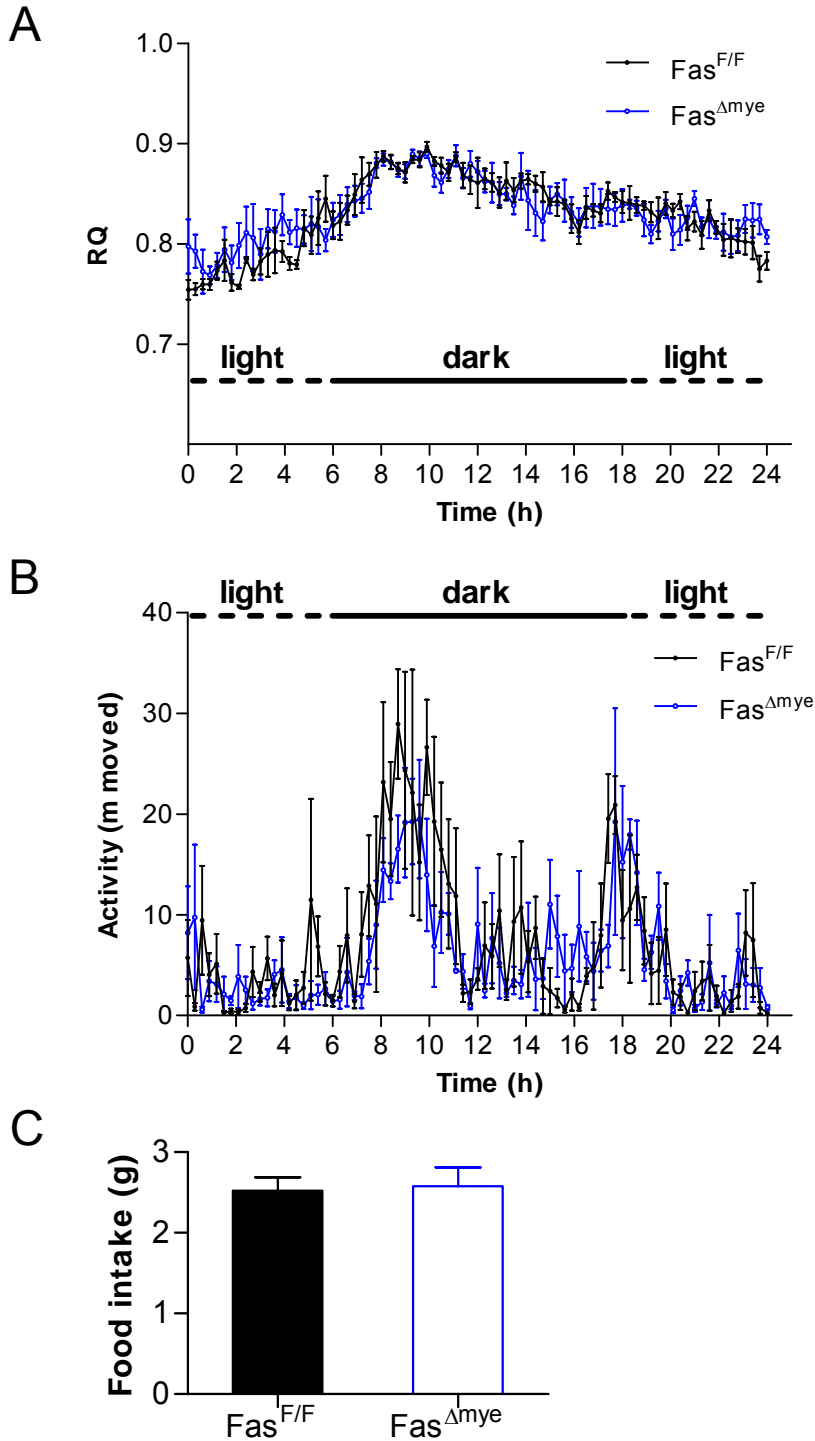 A
1.0
0.9
0.8
0.7
RQ
Fas^F/F
Fas^Δmye
light dark light
0 2 4 6 8 10 12 14 16 18 20 22 24
Time (h)
B
light dark light
40
30
20
10
0
Activity (m moved)
Fas^F/F
Fas^Δmye
0 2 4 6 8 10 12 14 16 18 20 22 24
Time (h)
C
3
2
1
0
Food intake (g)
Fas^F/F Fas^Δmye